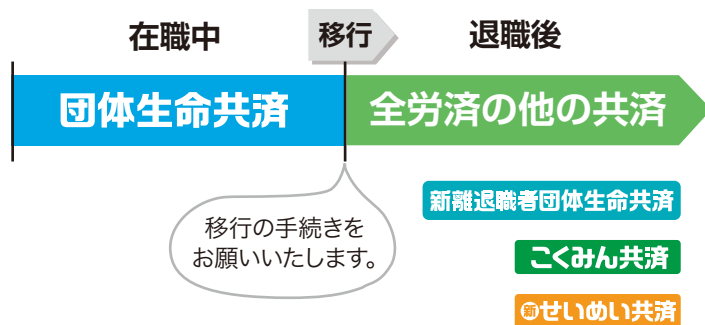 在職中
移行
退職後
団体生命共済
全労済の他の共済
移行の手続きを
お願いいたします。
新離退職者団体生命共済
こくみん共済
新せいめい共済